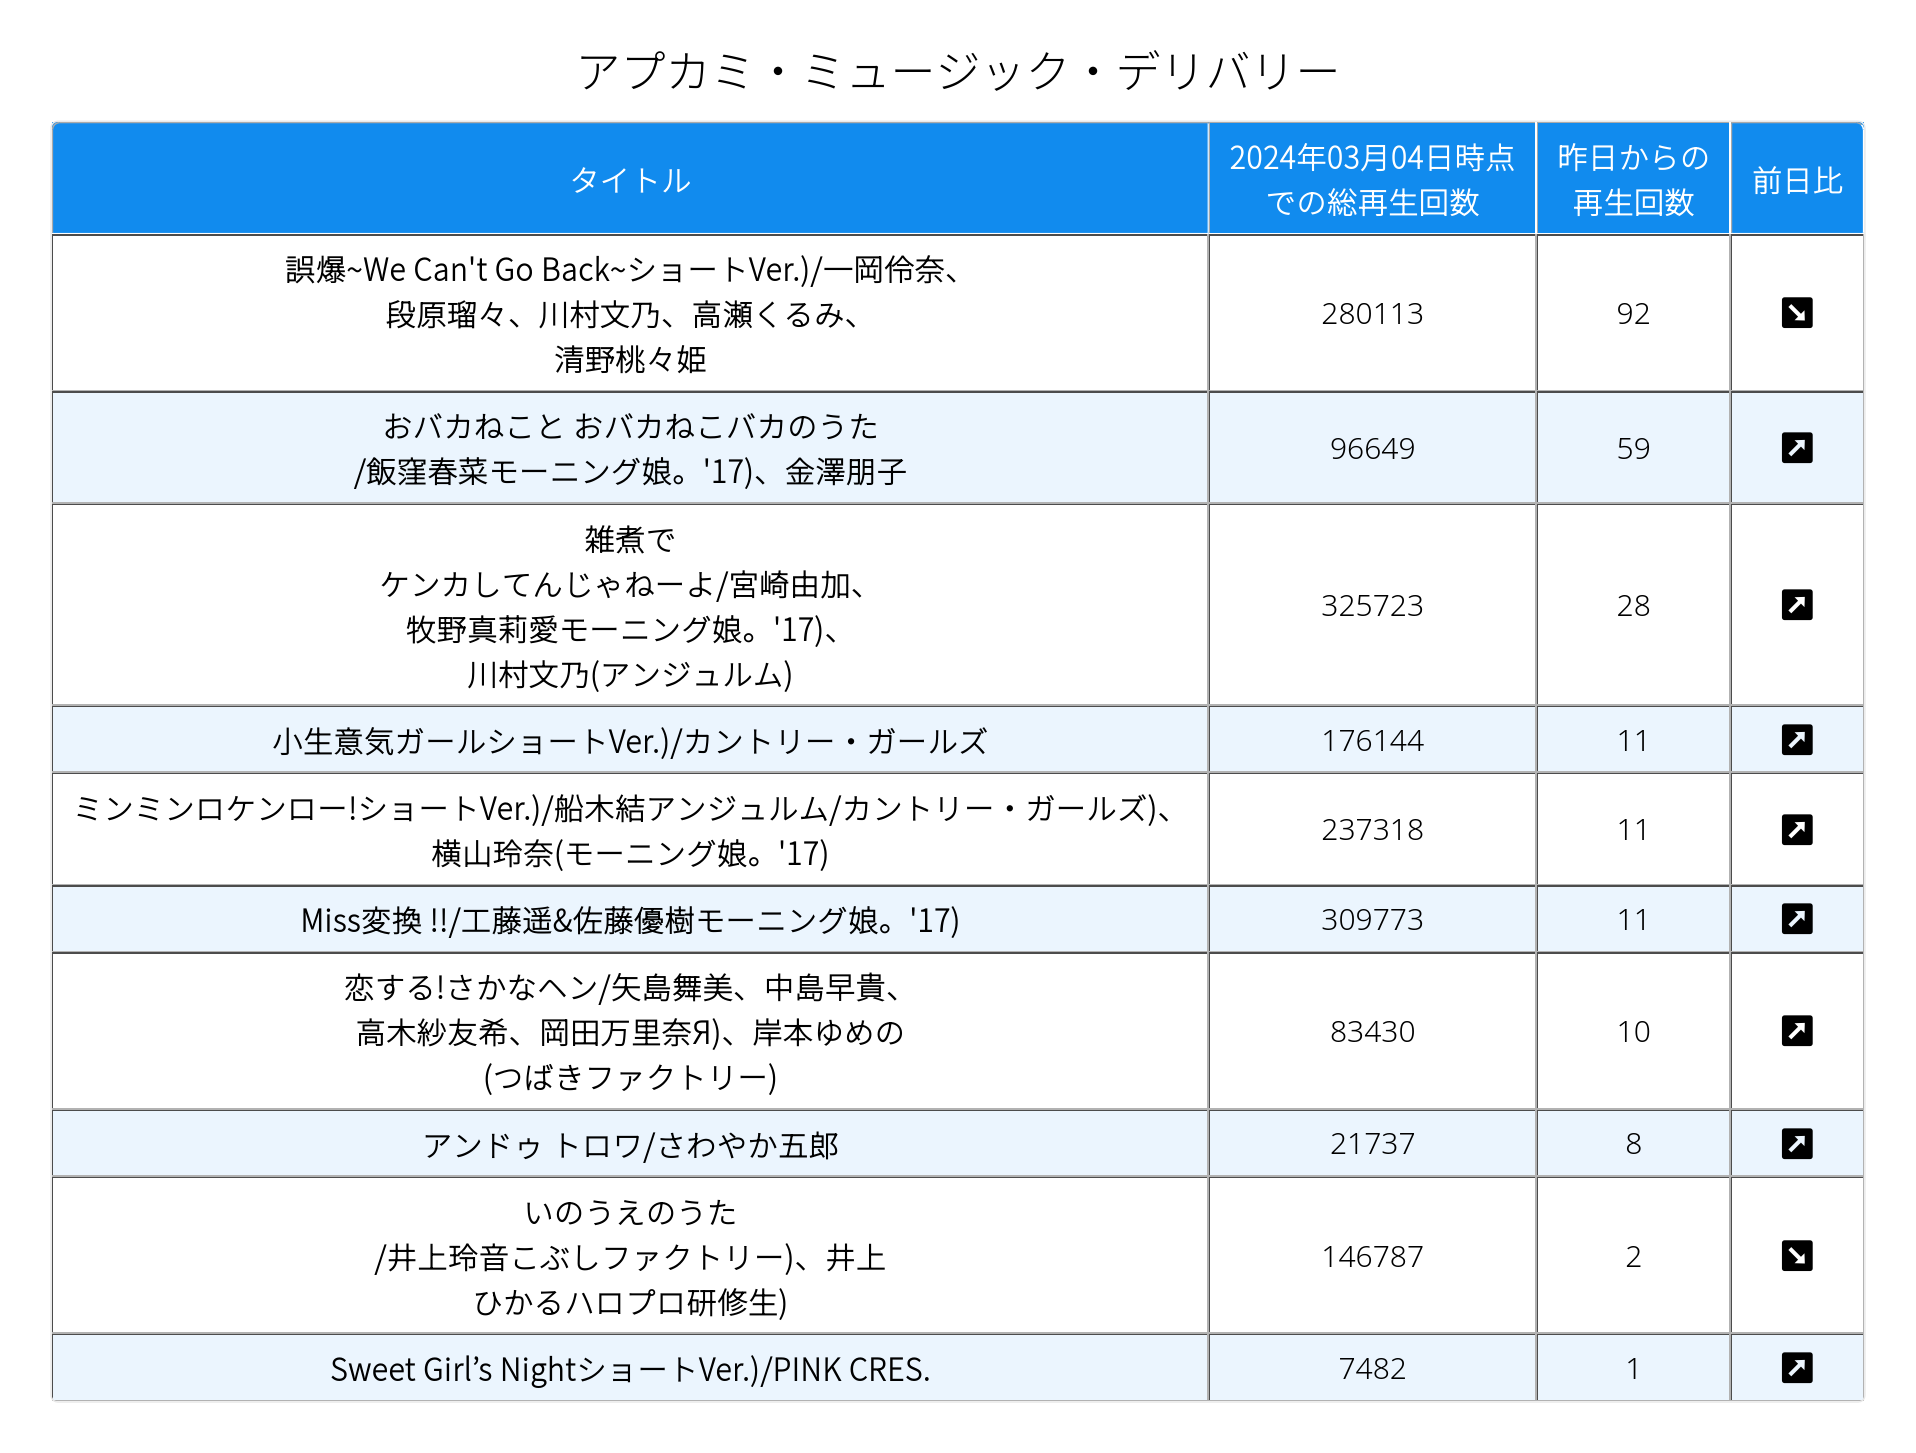 アプカミ・ミュージック・デリバリー
タイトル
2024年03月04日時点
での総再生回数
昨日からの
再生回数
前日比
誤爆~We Can't Go Back~ショートVer.)/一岡伶奈、
段原瑠々、川村文乃、高瀬くるみ、
清野桃々姫
280113
92
おバカねこと おバカねこバカのうた
/飯窪春菜モーニング娘。'17)、金澤朋子
96649
59
雑煮で
ケンカしてんじゃねーよ/宮崎由加、
牧野真莉愛モーニング娘。'17)、
川村文乃(アンジュルム)
325723
28
小生意気ガールショートVer.)/カントリー・ガールズ
176144
11
ミンミンロケンロー!ショートVer.)/船木結アンジュルム/カントリー・ガールズ)、
横山玲奈(モーニング娘。'17)
237318
11
Miss変換 !!/工藤遥&佐藤優樹モーニング娘。'17)
309773
11
恋する!さかなヘン/矢島舞美、中島早貴、
高木紗友希、岡田万里奈Я)、岸本ゆめの
(つばきファクトリー)
83430
10
アンドゥ トロワ/さわやか五郎
21737
8
いのうえのうた
/井上玲音こぶしファクトリー)、井上
ひかるハロプロ研修生)
146787
2
Sweet Girl’s NightショートVer.)/PINK CRES.
7482
1